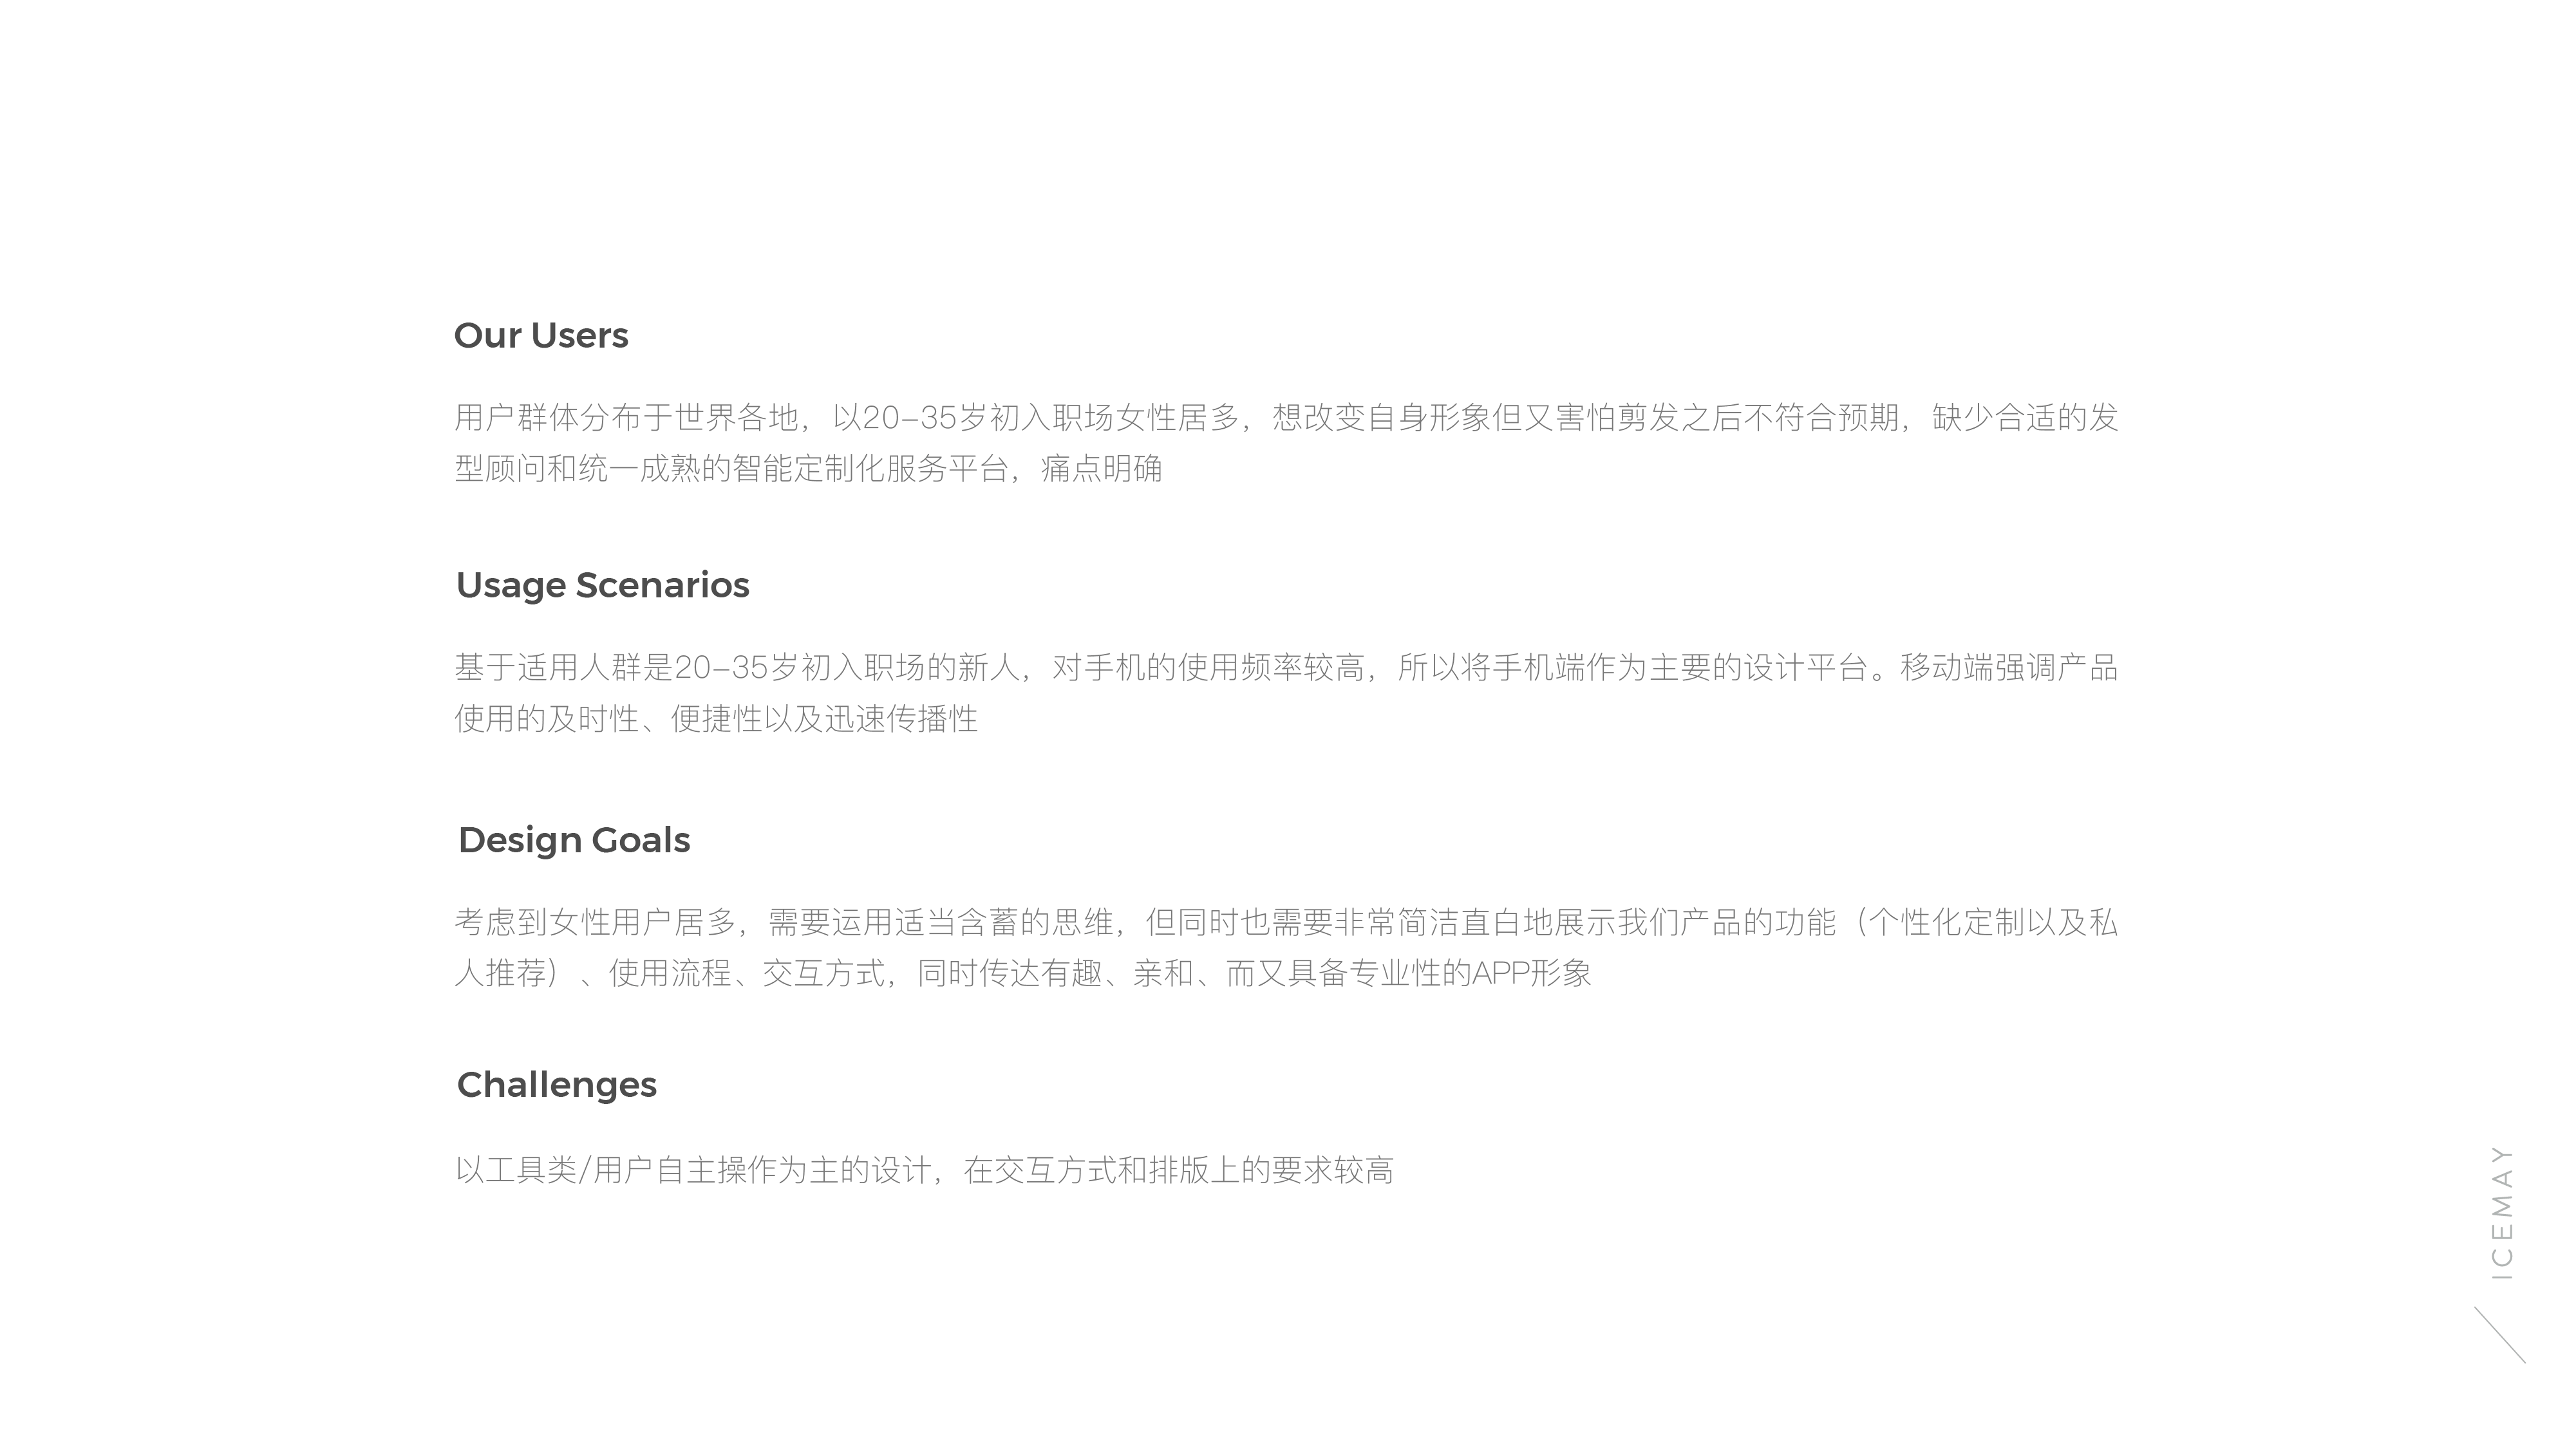 Our Users
用户群体分布于世界各地，以20-35岁初入职场女性居多，想改变自身形象但又害怕剪发之后不符合预期，缺少合适的发
型顾问和统一成熟的智能定制化服务平台，痛点明确
Usage Scenarios
基于适用人群是20-35岁初入职场的新人，对手机的使用频率较高，所以将手机端作为主要的设计平台。移动端强调产品
使用的及时性、便捷性以及迅速传播性
Design Goals
考虑到女性用户居多，需要运用适当含蓄的思维，但同时也需要非常简洁直白地展示我们产品的功能（个性化定制以及私
人推荐）、使用流程、交互方式，同时传达有趣、亲和、而又具备专业性的APP形象
Challenges
以工具类/用户自主操作为主的设计，在交互方式和排版上的要求较高
ICEMAY